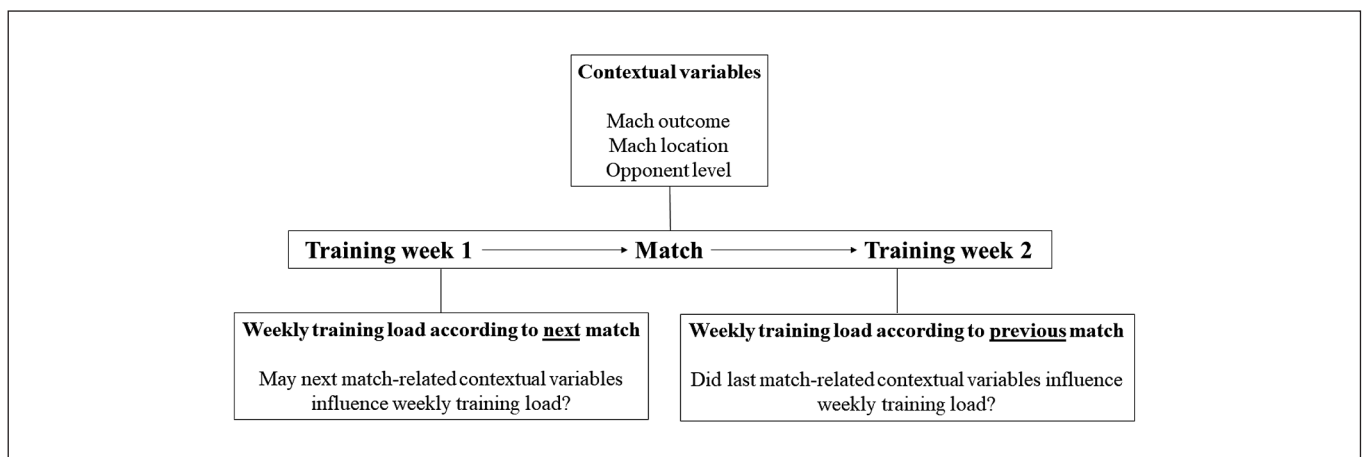 Contextual variables
Mach outcome
Mach location
Opponent level
Training week 1 Match Training week 2
Weekly training load according to next match
May next match-related contextual variables
influence weekly training load?
Weekly training load according to previous match
Did last match-related contextual variables influence
weekly training load?